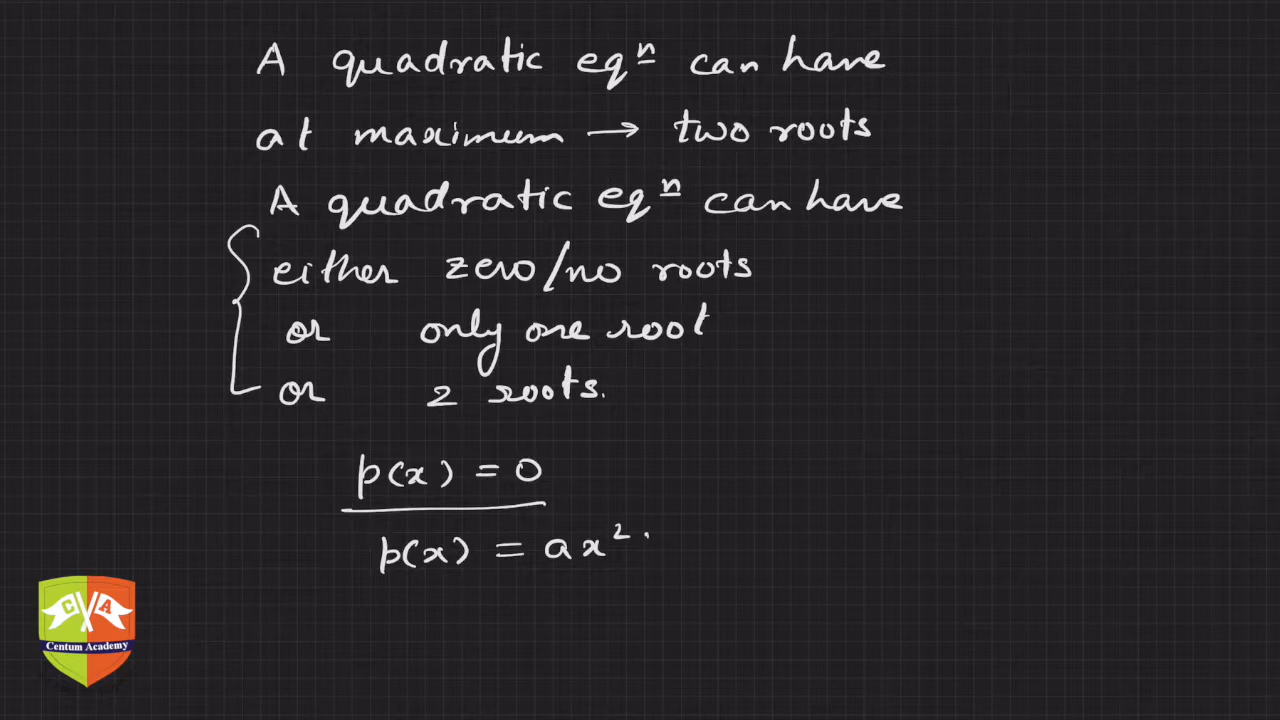 A quadratic eqⁿ can have
at maximum → two roots
A quadratic eqⁿ can have
either zero/no roots
or only one root
or 2 roots.
p(x) = 0
p(x) = ax²
C A
Centum Academy